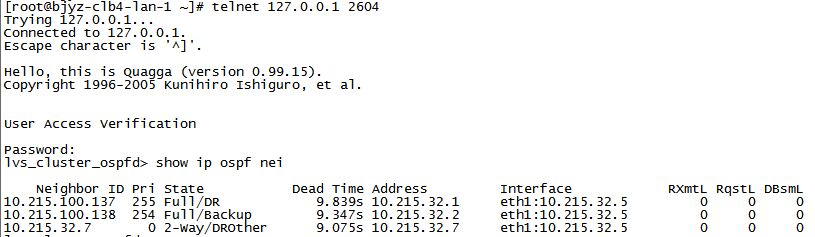 [root@bjyz-clb4-lan-1 ~]# telnet 127.0.0.1 2604
Trying 127.0.0.1...
Connected to 127.0.0.1.
Escape character is '^]'.
Hello, this is Quagga (version 0.99.15).
Copyright 1996-2005 Kunihiro Ishiguro, et al.
User Access Verification
Password:
lvs_cluster_ospfd> show ip ospf nei
Neighbor ID Pri State Dead Time Address Interface RXmtL RqstL DBsmL
10.215.100.137 255 Full/DR 9.839s 10.215.32.1 eth1:10.215.32.5 0 0 0
10.215.100.138 254 Full/Backup 9.347s 10.215.32.2 eth1:10.215.32.5 0 0 0
10.215.32.7 0 2-Way/DROther 9.075s 10.215.32.7 eth1:10.215.32.5 0 0 0